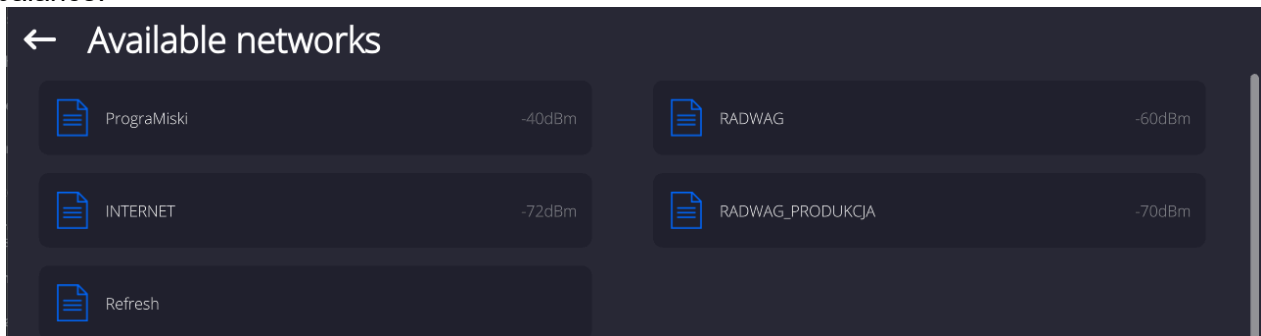 Available networks
PrograMiski -40dBm
RADWAG -60dBm
INTERNET -72dBm
RADWAG_PRODUKCJA -70dBm
Refresh